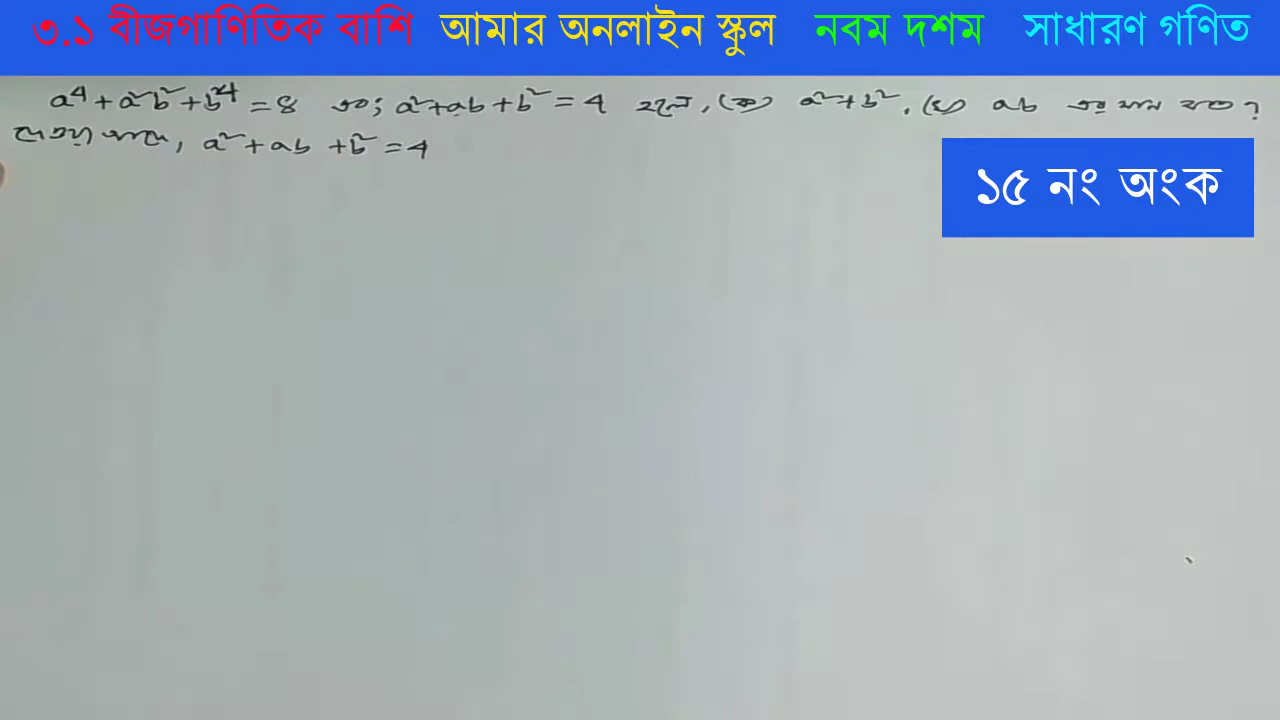 ৩.১ বীজগাণিতিক বাশি আমার অনলাইন স্কুল নবম দশম সাধারণ গণিত
a⁴+a²b²+b⁴ =8 এবং; a²+ab+b²=4 হলে, (ক) a²+b², (খ) ab এর মান কত?
দেওয়া আছে, a²+ab+b²=4
১৫ নং অংক